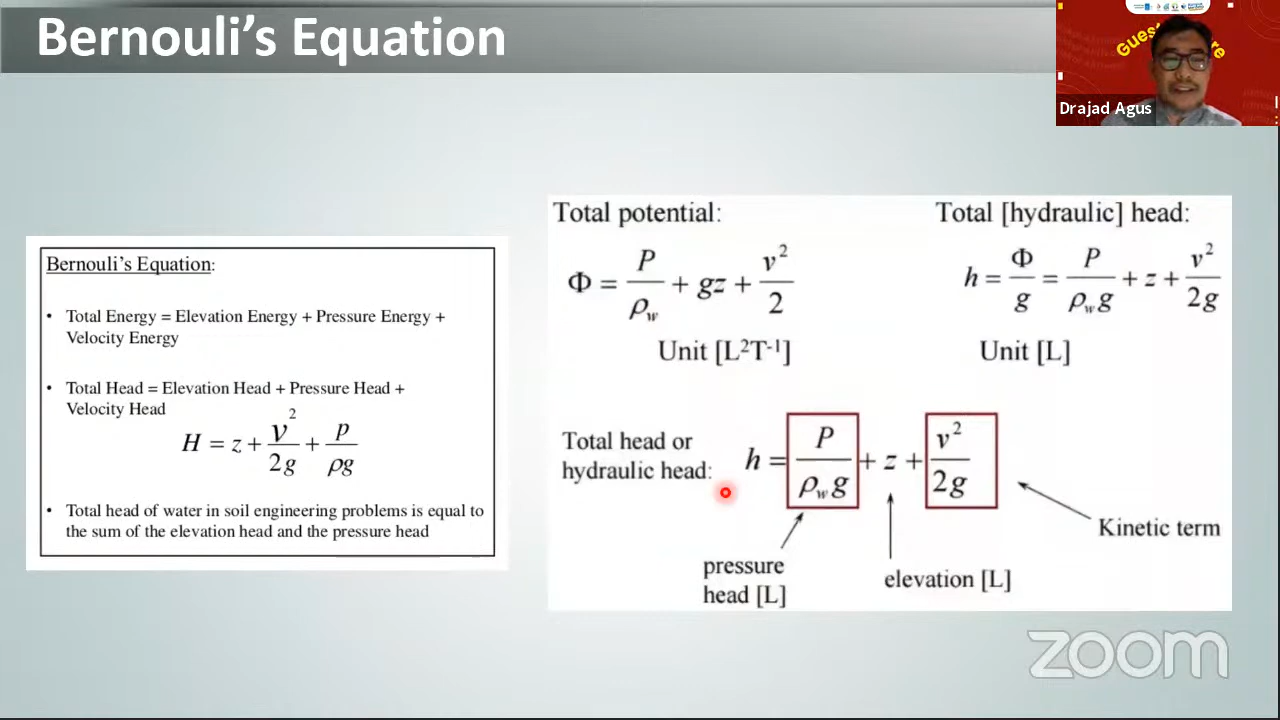 Bernouli's Equation
Drajad Agus
Bernouli's Equation:
• Total Energy = Elevation Energy + Pressure Energy +
Velocity Energy
• Total Head = Elevation Head + Pressure Head +
Velocity Head
H = z + v²/2g + p/ρg
• Total head of water in soil engineering problems is equal to
the sum of the elevation head and the pressure head
Total potential:
Φ = P/ρw + gz + v²/2
Unit [L²T⁻¹]
Total [hydraulic] head:
h = Φ/g = P/ρwg + z + v²/2g
Unit [L]
Total head or
hydraulic head:
h = P/ρwg + z + v²/2g
Kinetic term
pressure
head [L]
elevation [L]
zoom